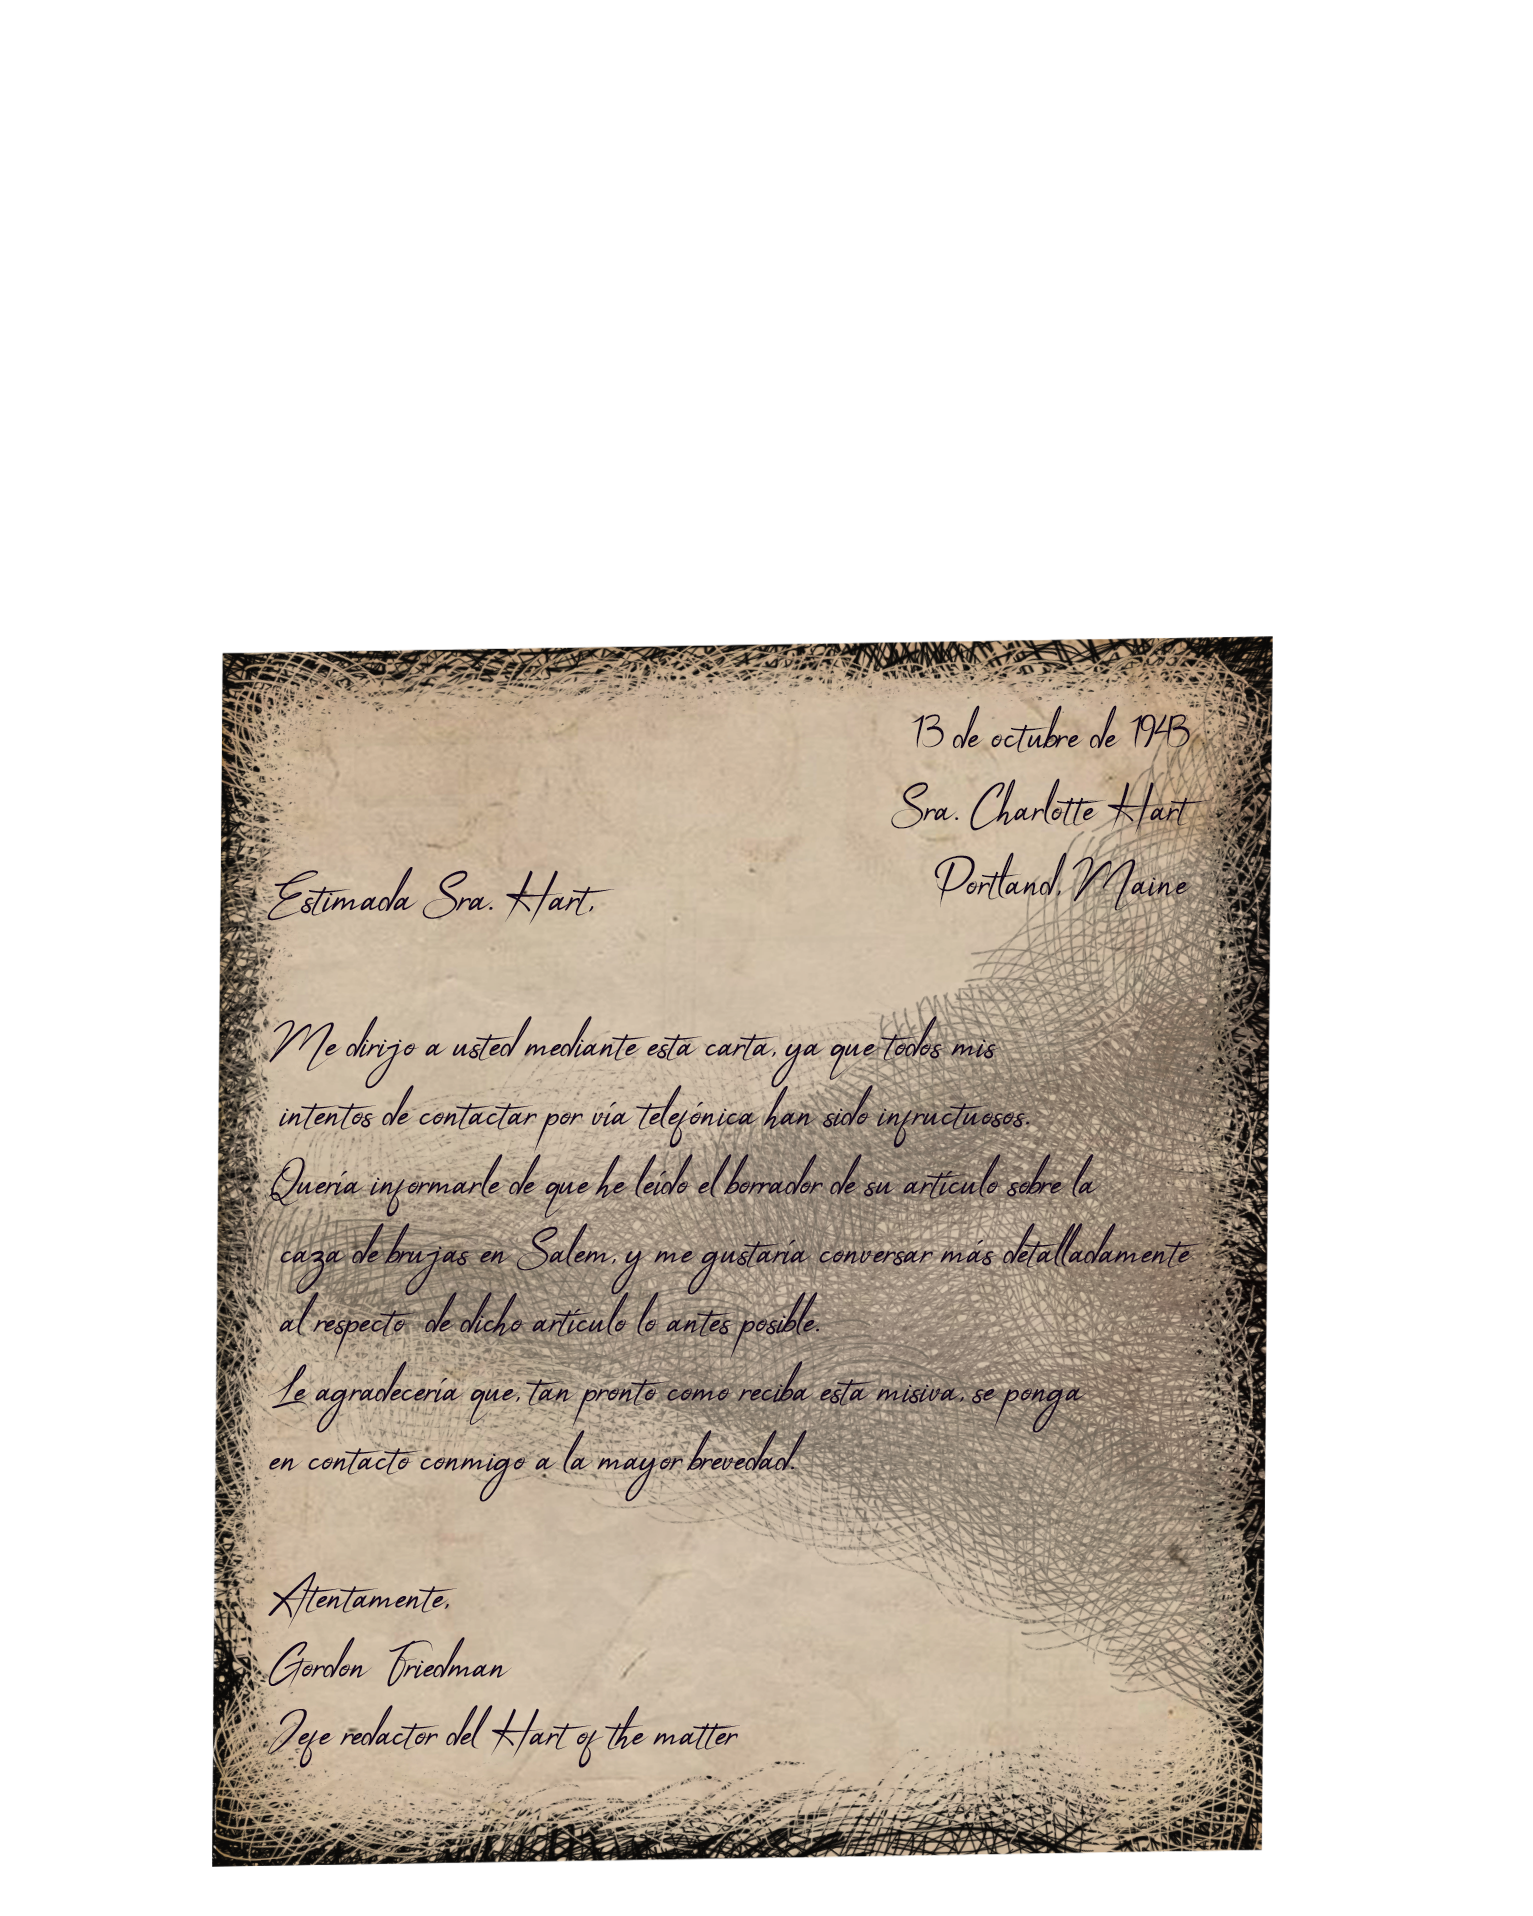 13 de octubre de 1943
Sra. Charlotte Hart
Portland, Maine
Estimada Sra. Hart,
Me dirijo a usted mediante esta carta, ya que todos mis
intentos de contactar por vía telefónica han sido infructuosos.
Quería informarle de que he leído el borrador de su artículo sobre la
caza de brujas en Salem, y me gustaría conversar más detalladamente
al respecto de dicho artículo lo antes posible.
Le agradecería que, tan pronto como reciba esta misiva, se ponga
en contacto conmigo a la mayor brevedad.
Atentamente,
Gordon Friedman
Jefe redactor del Hart of the matter